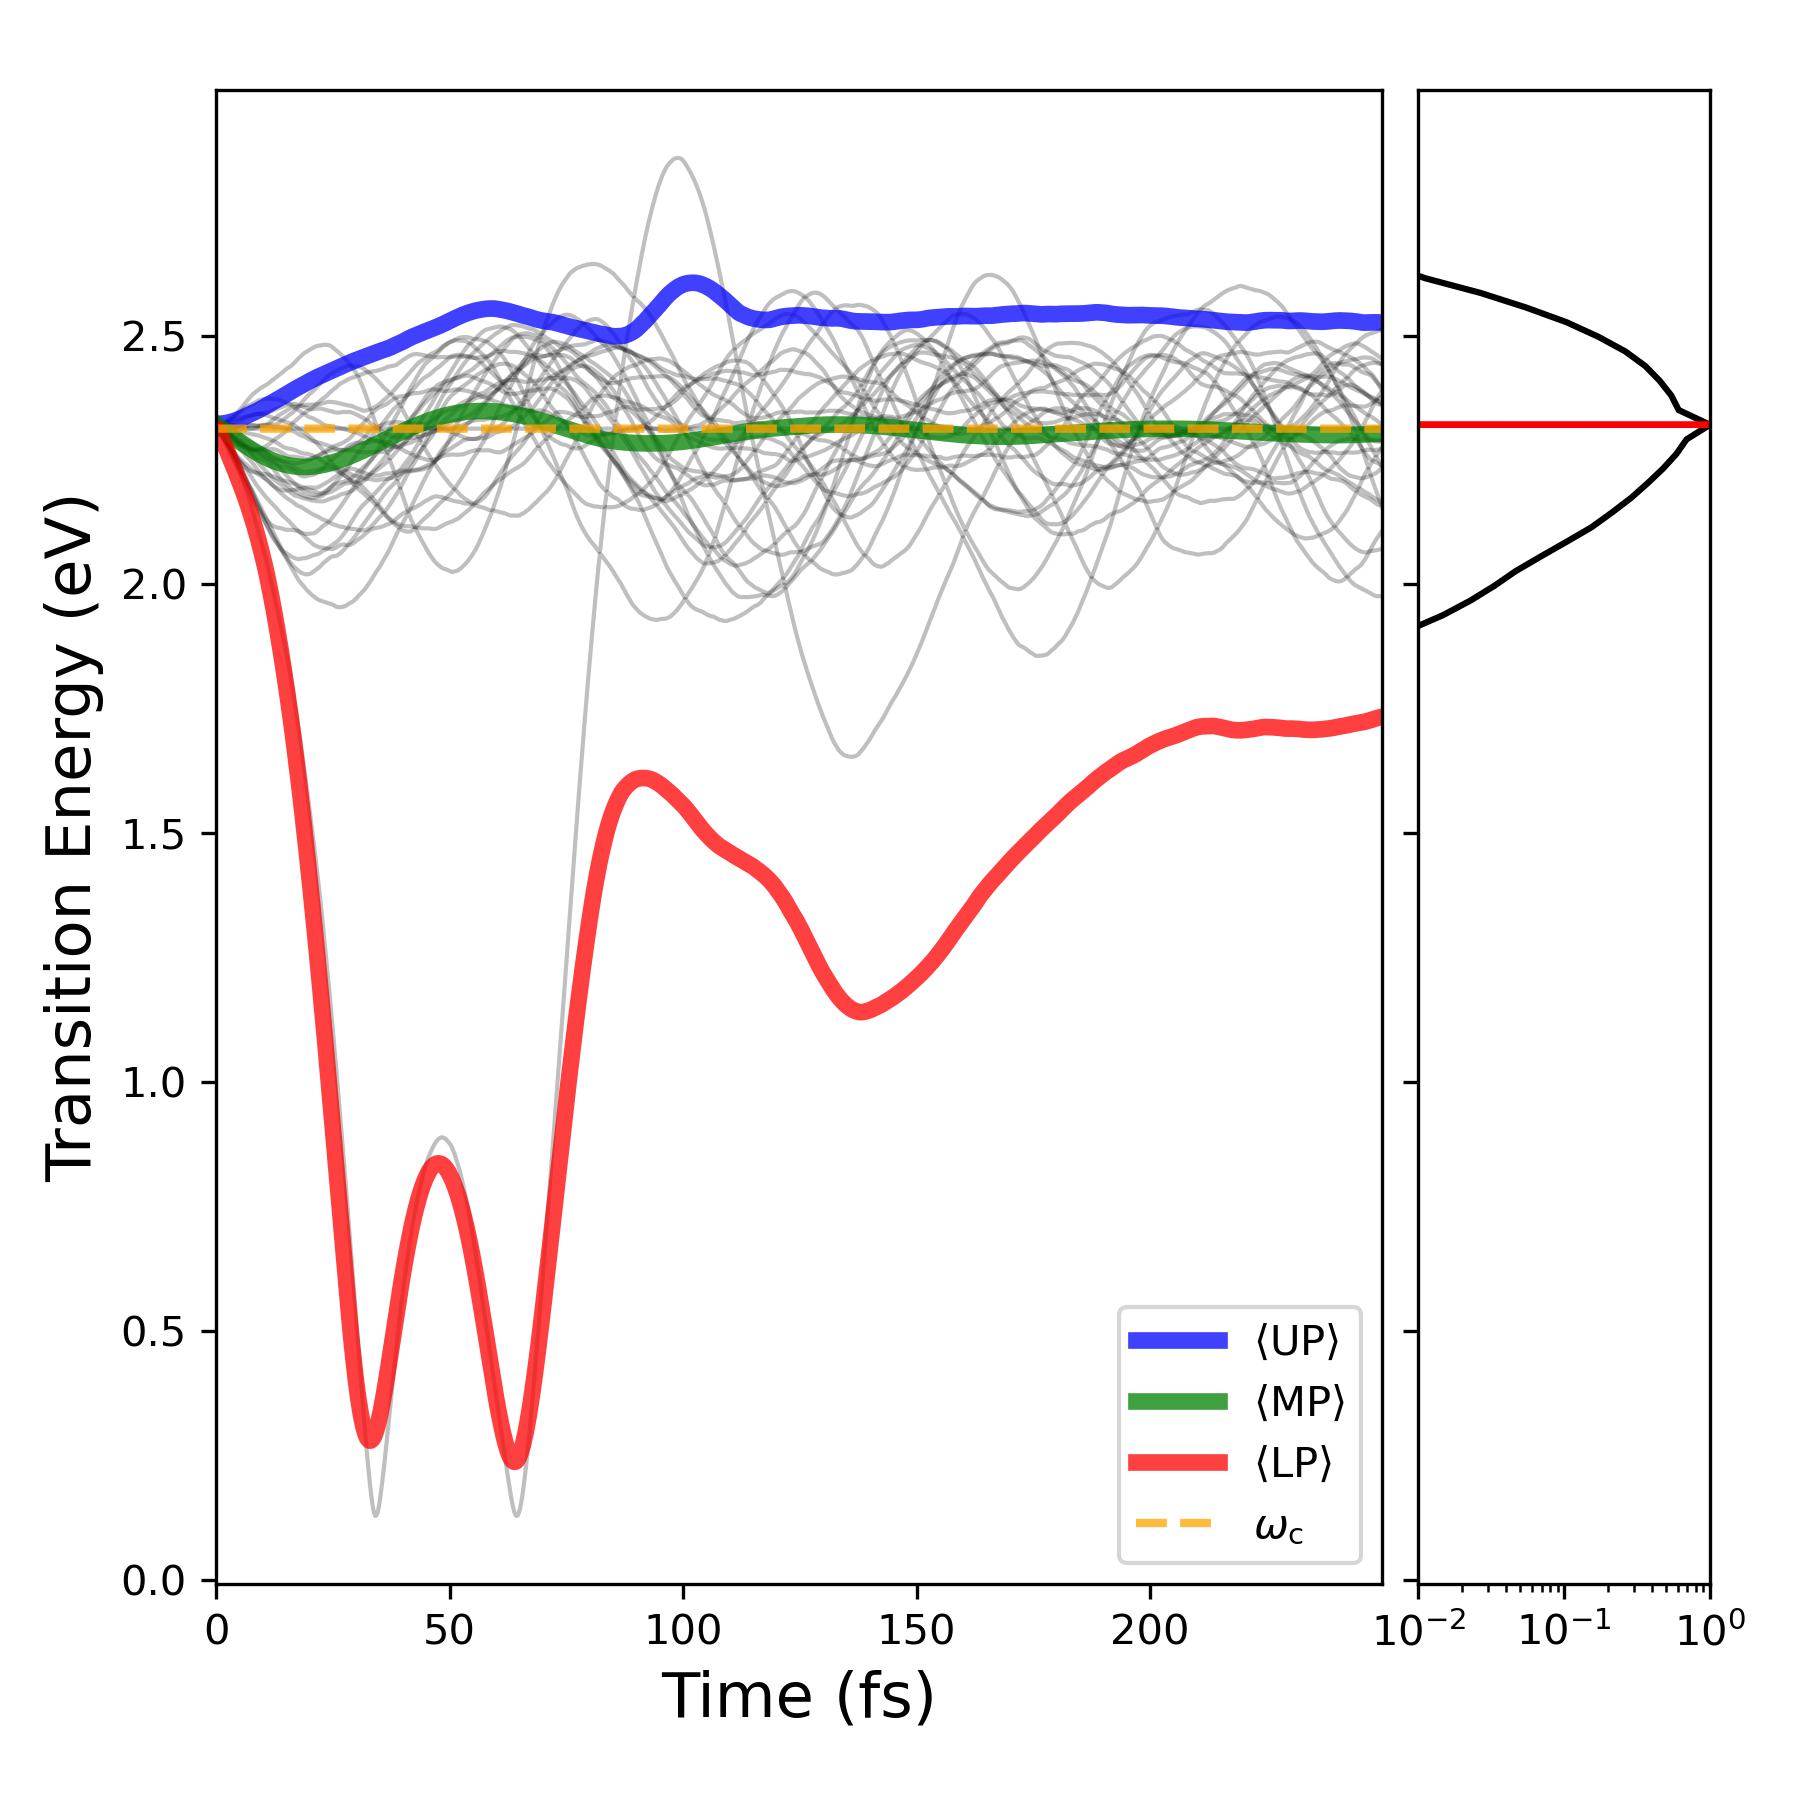 Transition Energy (eV)
2.5
2.0
1.5
1.0
0.5
0.0
⟨UP⟩
⟨MP⟩
⟨LP⟩
ω_c
0 50 100 150 200
10⁻² 10⁻¹ 10⁰
Time (fs)